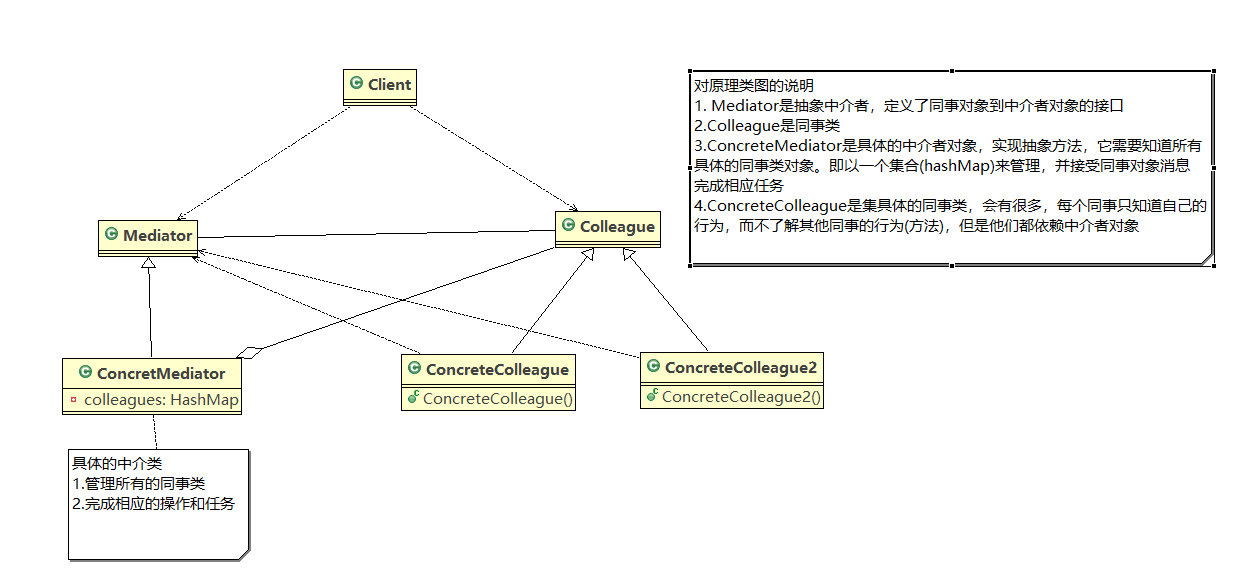 Client
对原理类图的说明
1. Mediator是抽象中介者，定义了同事对象到中介者对象的接口
2.Colleague是同事类
3.ConcreteMediator是具体的中介者对象，实现抽象方法，它需要知道所有
具体的同事类对象。即以一个集合(hashMap)来管理，并接受同事对象消息
完成相应任务
4.ConcreteColleague是集具体的同事类，会有很多，每个同事只知道自己的
行为，而不了解其他同事的行为(方法)，但是他们都依赖中介者对象
Mediator
Colleague
ConcretMediator
colleagues: HashMap
ConcreteColleague
ConcreteColleague()
ConcreteColleague2
ConcreteColleague2()
具体的中介类
1.管理所有的同事类
2.完成相应的操作和任务